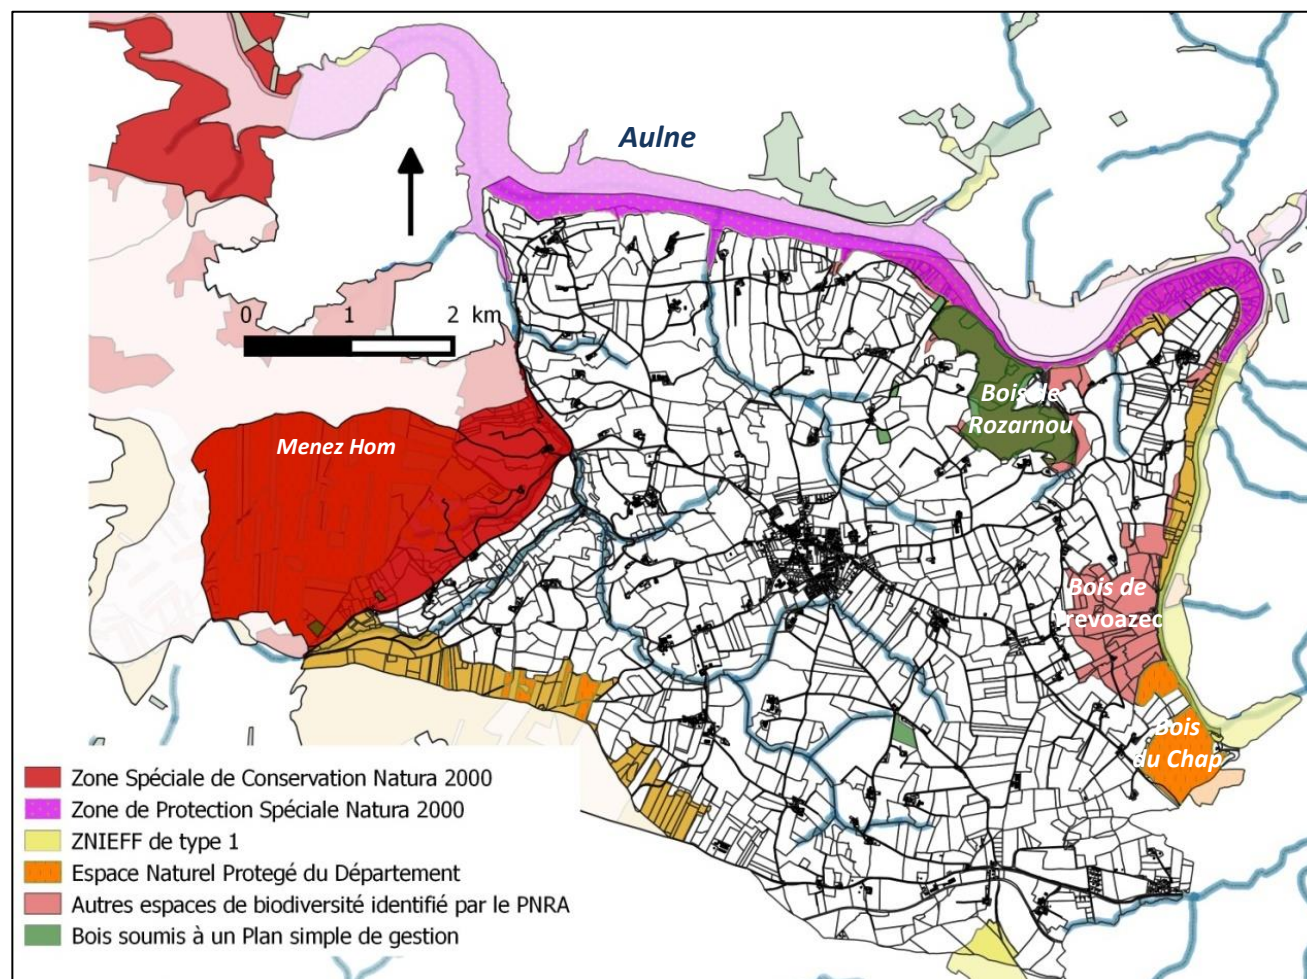 Aulne
0 1 2 km
Bois de
Rozarnou
Menez Hom
Bois de
Trevoazec
Bois
du Chap
Zone Spéciale de Conservation Natura 2000
Zone de Protection Spéciale Natura 2000
ZNIEFF de type 1
Espace Naturel Protegé du Département
Autres espaces de biodiversité identifié par le PNRA
Bois soumis à un Plan simple de gestion